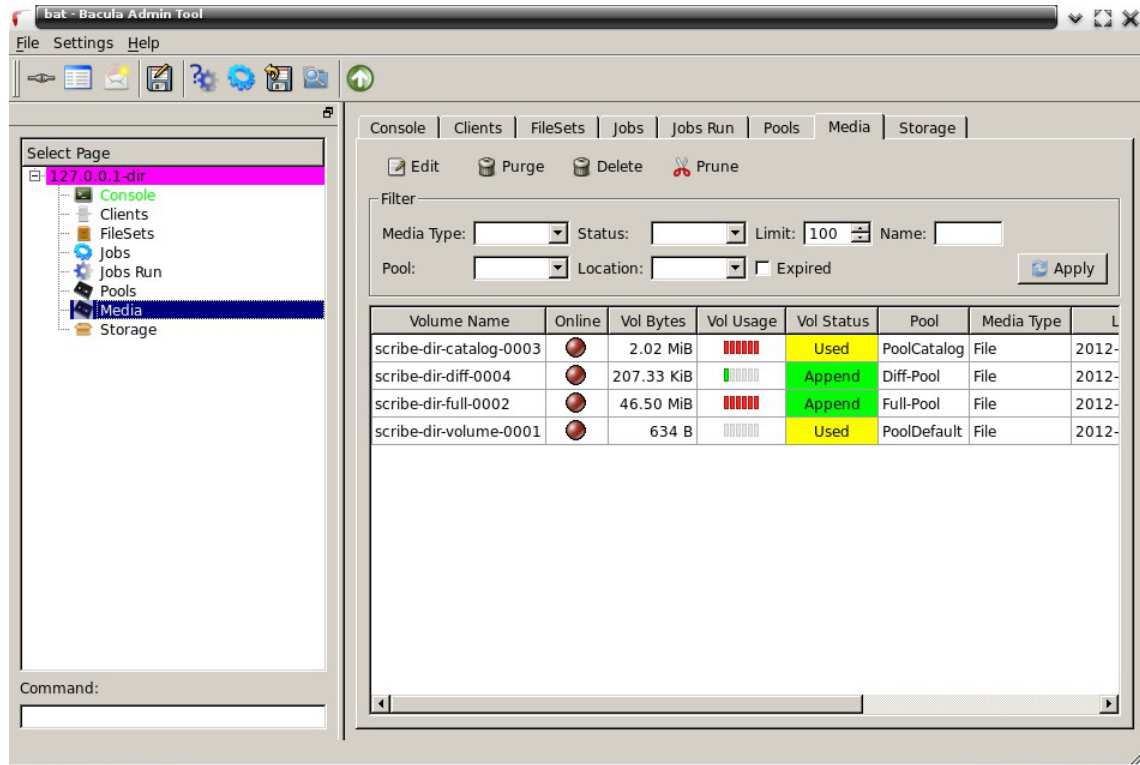 bat - Bacula Admin Tool
File Settings Help
Select Page
127.0.0.1-dir
Console
Clients
FileSets
Jobs
Jobs Run
Pools
Media
Storage
Command:
Console Clients FileSets Jobs Jobs Run Pools Media Storage
Edit Purge Delete Prune
Filter
Media Type: Status: Limit: 100 Name:
Pool: Location: Expired Apply
Volume Name Online Vol Bytes Vol Usage Vol Status Pool Media Type L
scribe-dir-catalog-0003 2.02 MiB Used PoolCatalog File 2012-
scribe-dir-diff-0004 207.33 KiB Append Diff-Pool File 2012-
scribe-dir-full-0002 46.50 MiB Append Full-Pool File 2012-
scribe-dir-volume-0001 634 B Used PoolDefault File 2012-